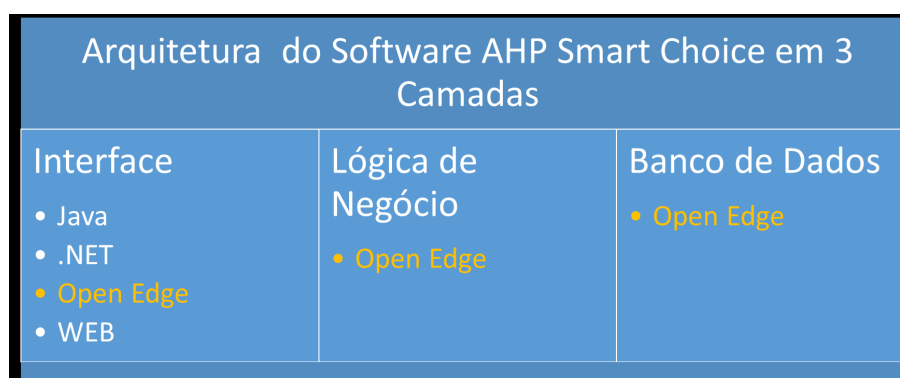 Arquitetura do Software AHP Smart Choice em 3
Camadas
Interface
• Java
• .NET
• Open Edge
• WEB
Lógica de
Negócio
• Open Edge
Banco de Dados
• Open Edge